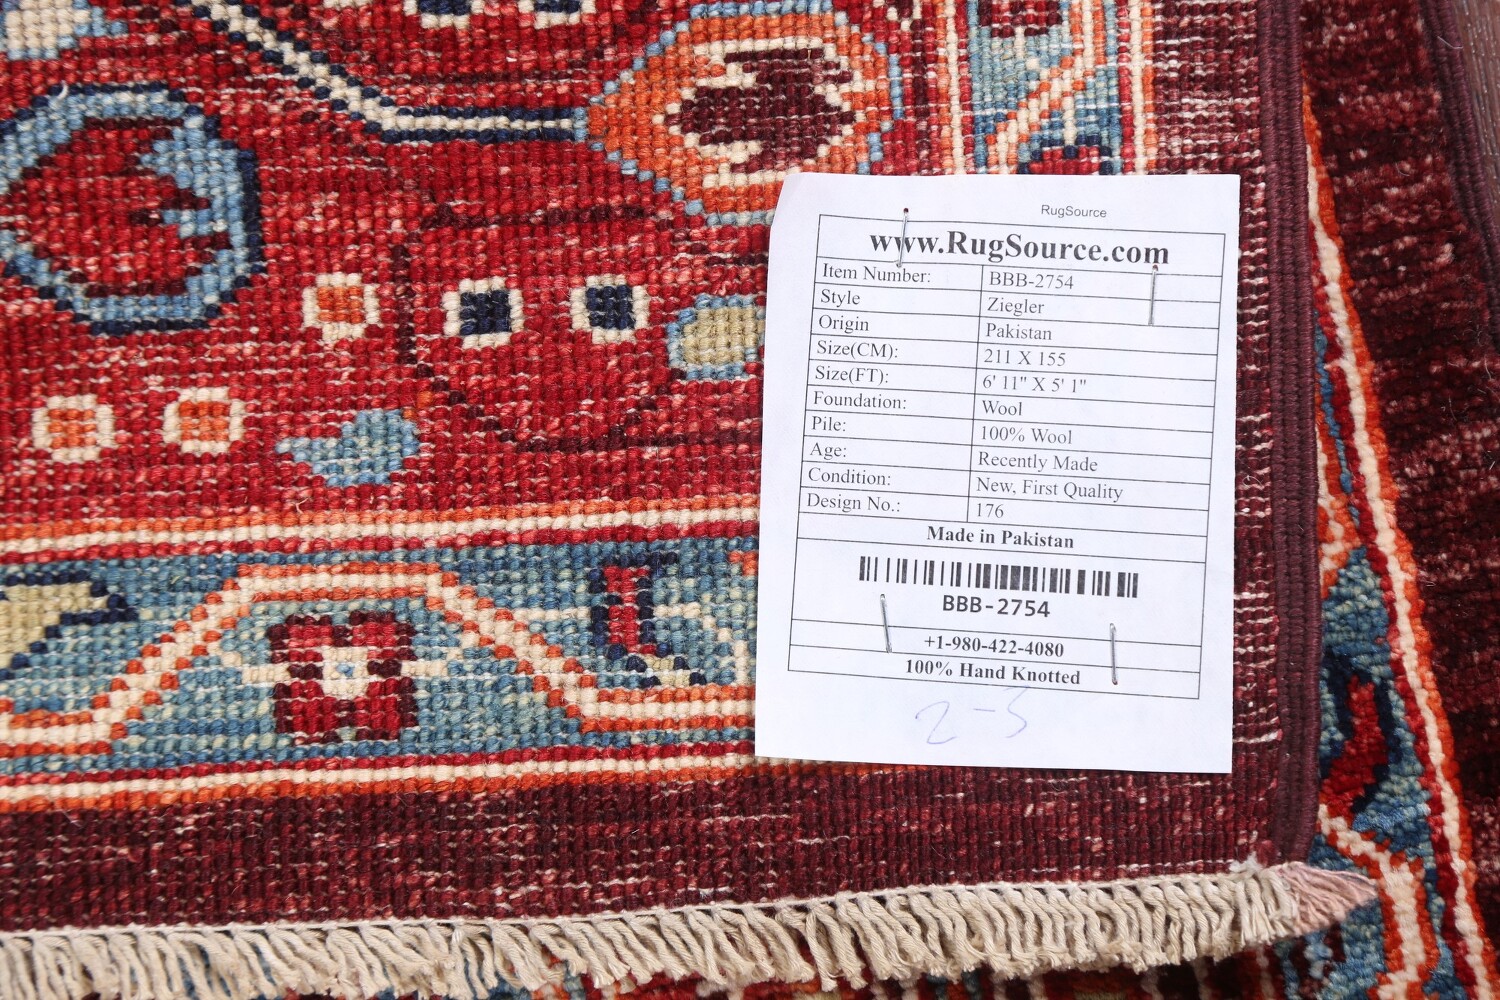 RugSource
www.RugSource.com
Item Number: BBB-2754
Style Ziegler
Origin Pakistan
Size(CM): 211 X 155
Size(FT): 6' 11" X 5' 1"
Foundation: Wool
Pile: 100% Wool
Age: Recently Made
Condition: New, First Quality
Design No.: 176
Made in Pakistan
BBB-2754
+1-980-422-4080
100% Hand Knotted
2-3